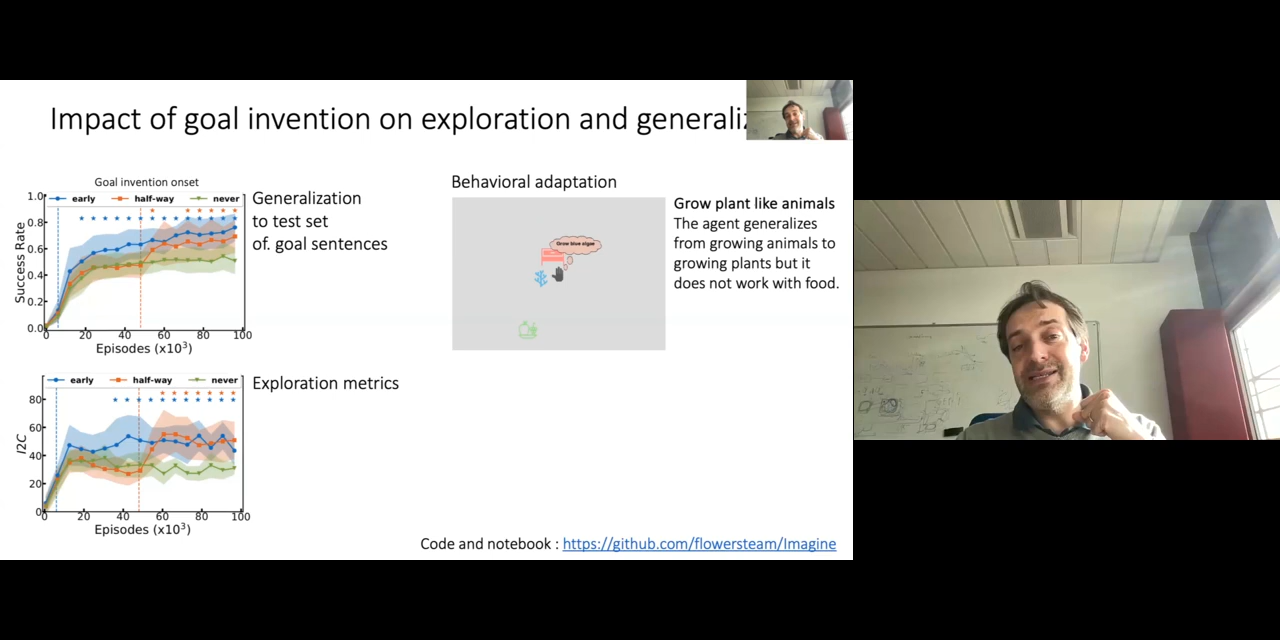 Impact of goal invention on exploration and generaliz
Goal invention onset
early half-way never
Success Rate
1.0
0.8
0.6
0.4
0.2
0.0
0 20 40 60 80 100
Episodes (x10³)
Generalization
to test set
of. goal sentences
early half-way never
I2C
80
60
40
20
0
0 20 40 60 80 100
Episodes (x10³)
Exploration metrics
Behavioral adaptation
Grow blue algae
Grow plant like animals
The agent generalizes
from growing animals to
growing plants but it
does not work with food.
Code and notebook : https://github.com/flowersteam/Imagine